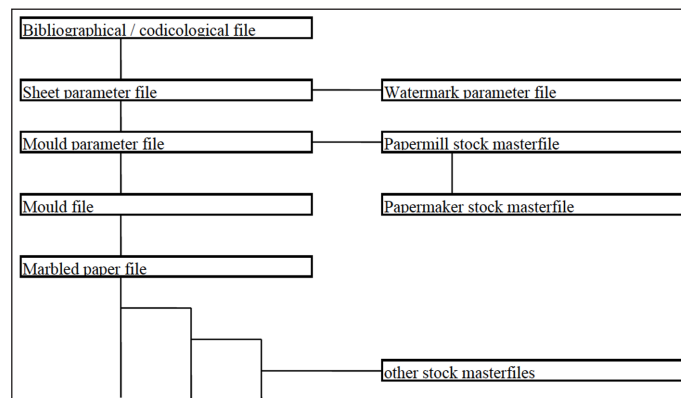 Bibliographical / codicological file
Sheet parameter file
Watermark parameter file
Mould parameter file
Papermill stock masterfile
Mould file
Papermaker stock masterfile
Marbled paper file
other stock masterfiles